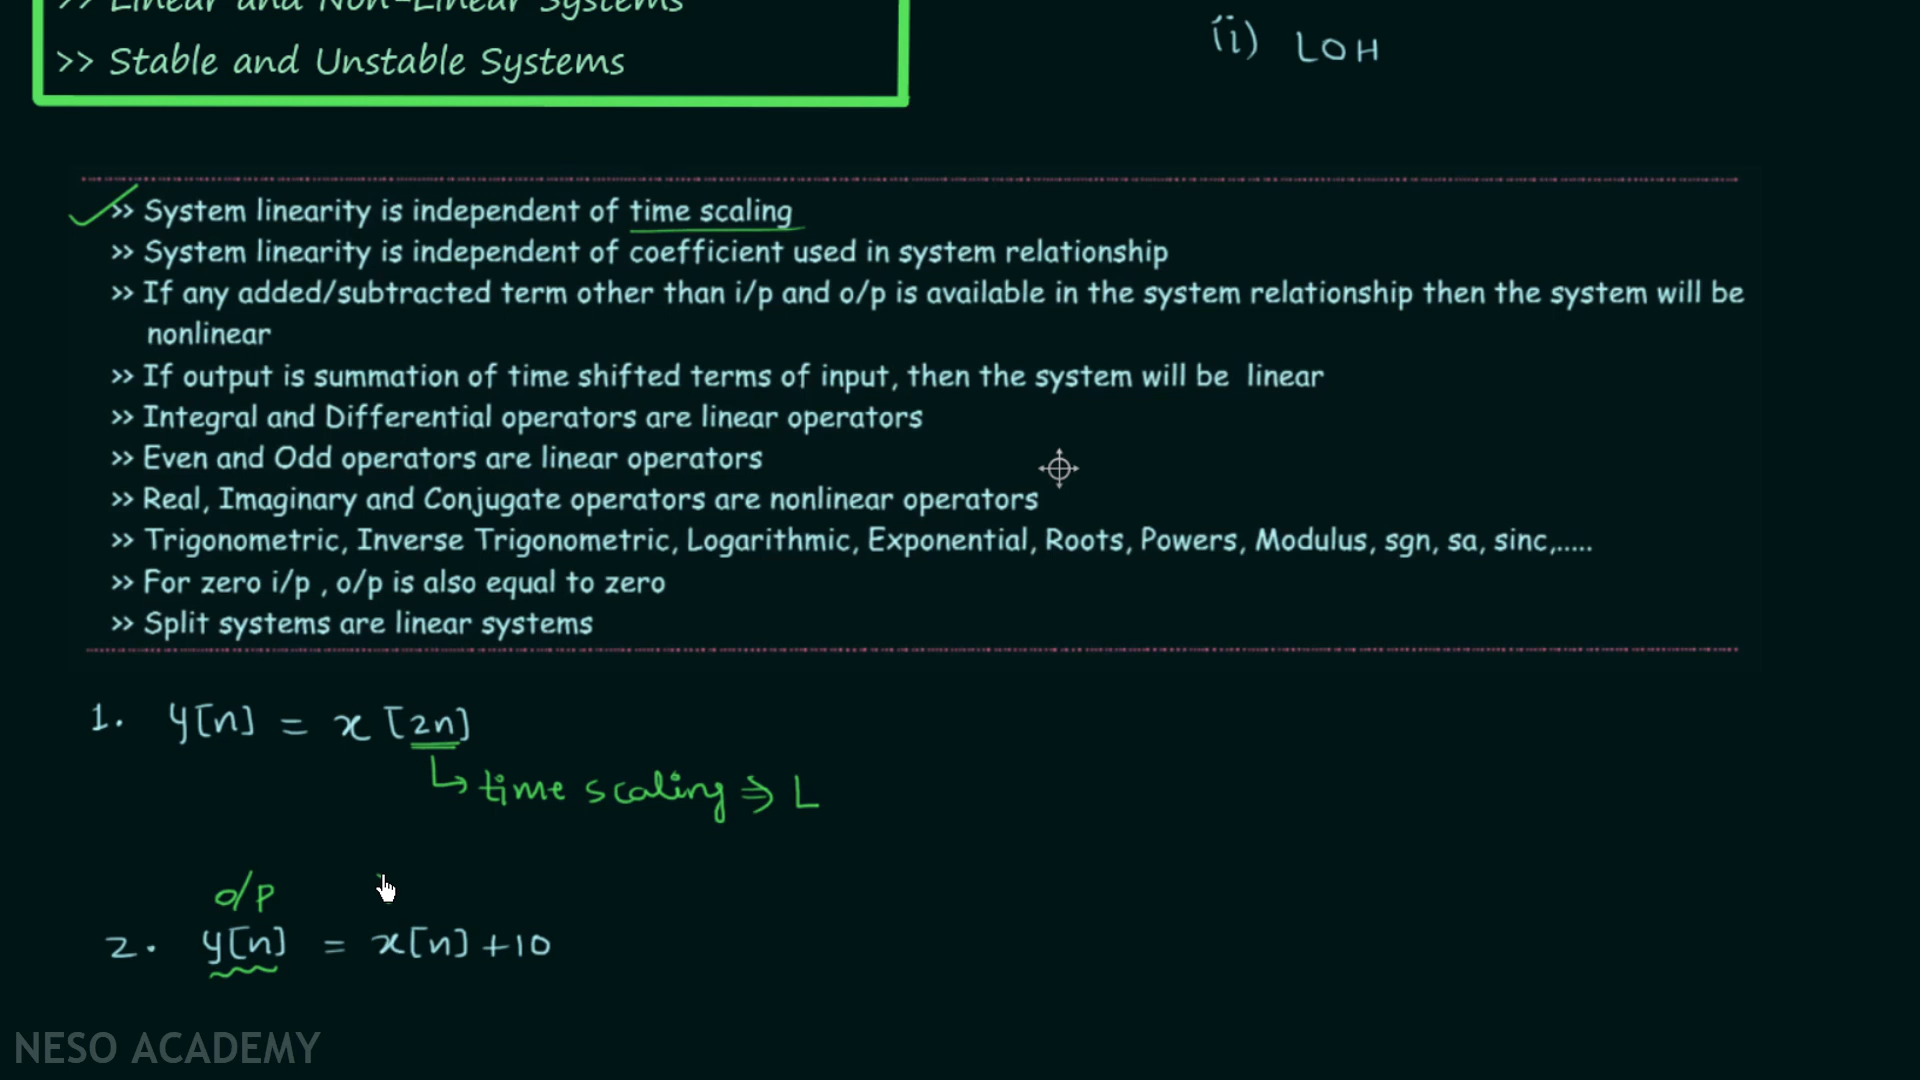 >> Linear and Non-Linear Systems
>> Stable and Unstable Systems
(ii) LOH
>> System linearity is independent of time scaling
>> System linearity is independent of coefficient used in system relationship
>> If any added/subtracted term other than i/p and o/p is available in the system relationship then the system will be
nonlinear
>> If output is summation of time shifted terms of input, then the system will be linear
>> Integral and Differential operators are linear operators
>> Even and Odd operators are linear operators
>> Real, Imaginary and Conjugate operators are nonlinear operators
>> Trigonometric, Inverse Trigonometric, Logarithmic, Exponential, Roots, Powers, Modulus, sgn, sa, sinc,.....
>> For zero i/p , o/p is also equal to zero
>> Split systems are linear systems
1. y[n] = x [2n]
↳ time scaling ⇒ L
o/p
2. y[n] = x[n] +10
NESO ACADEMY